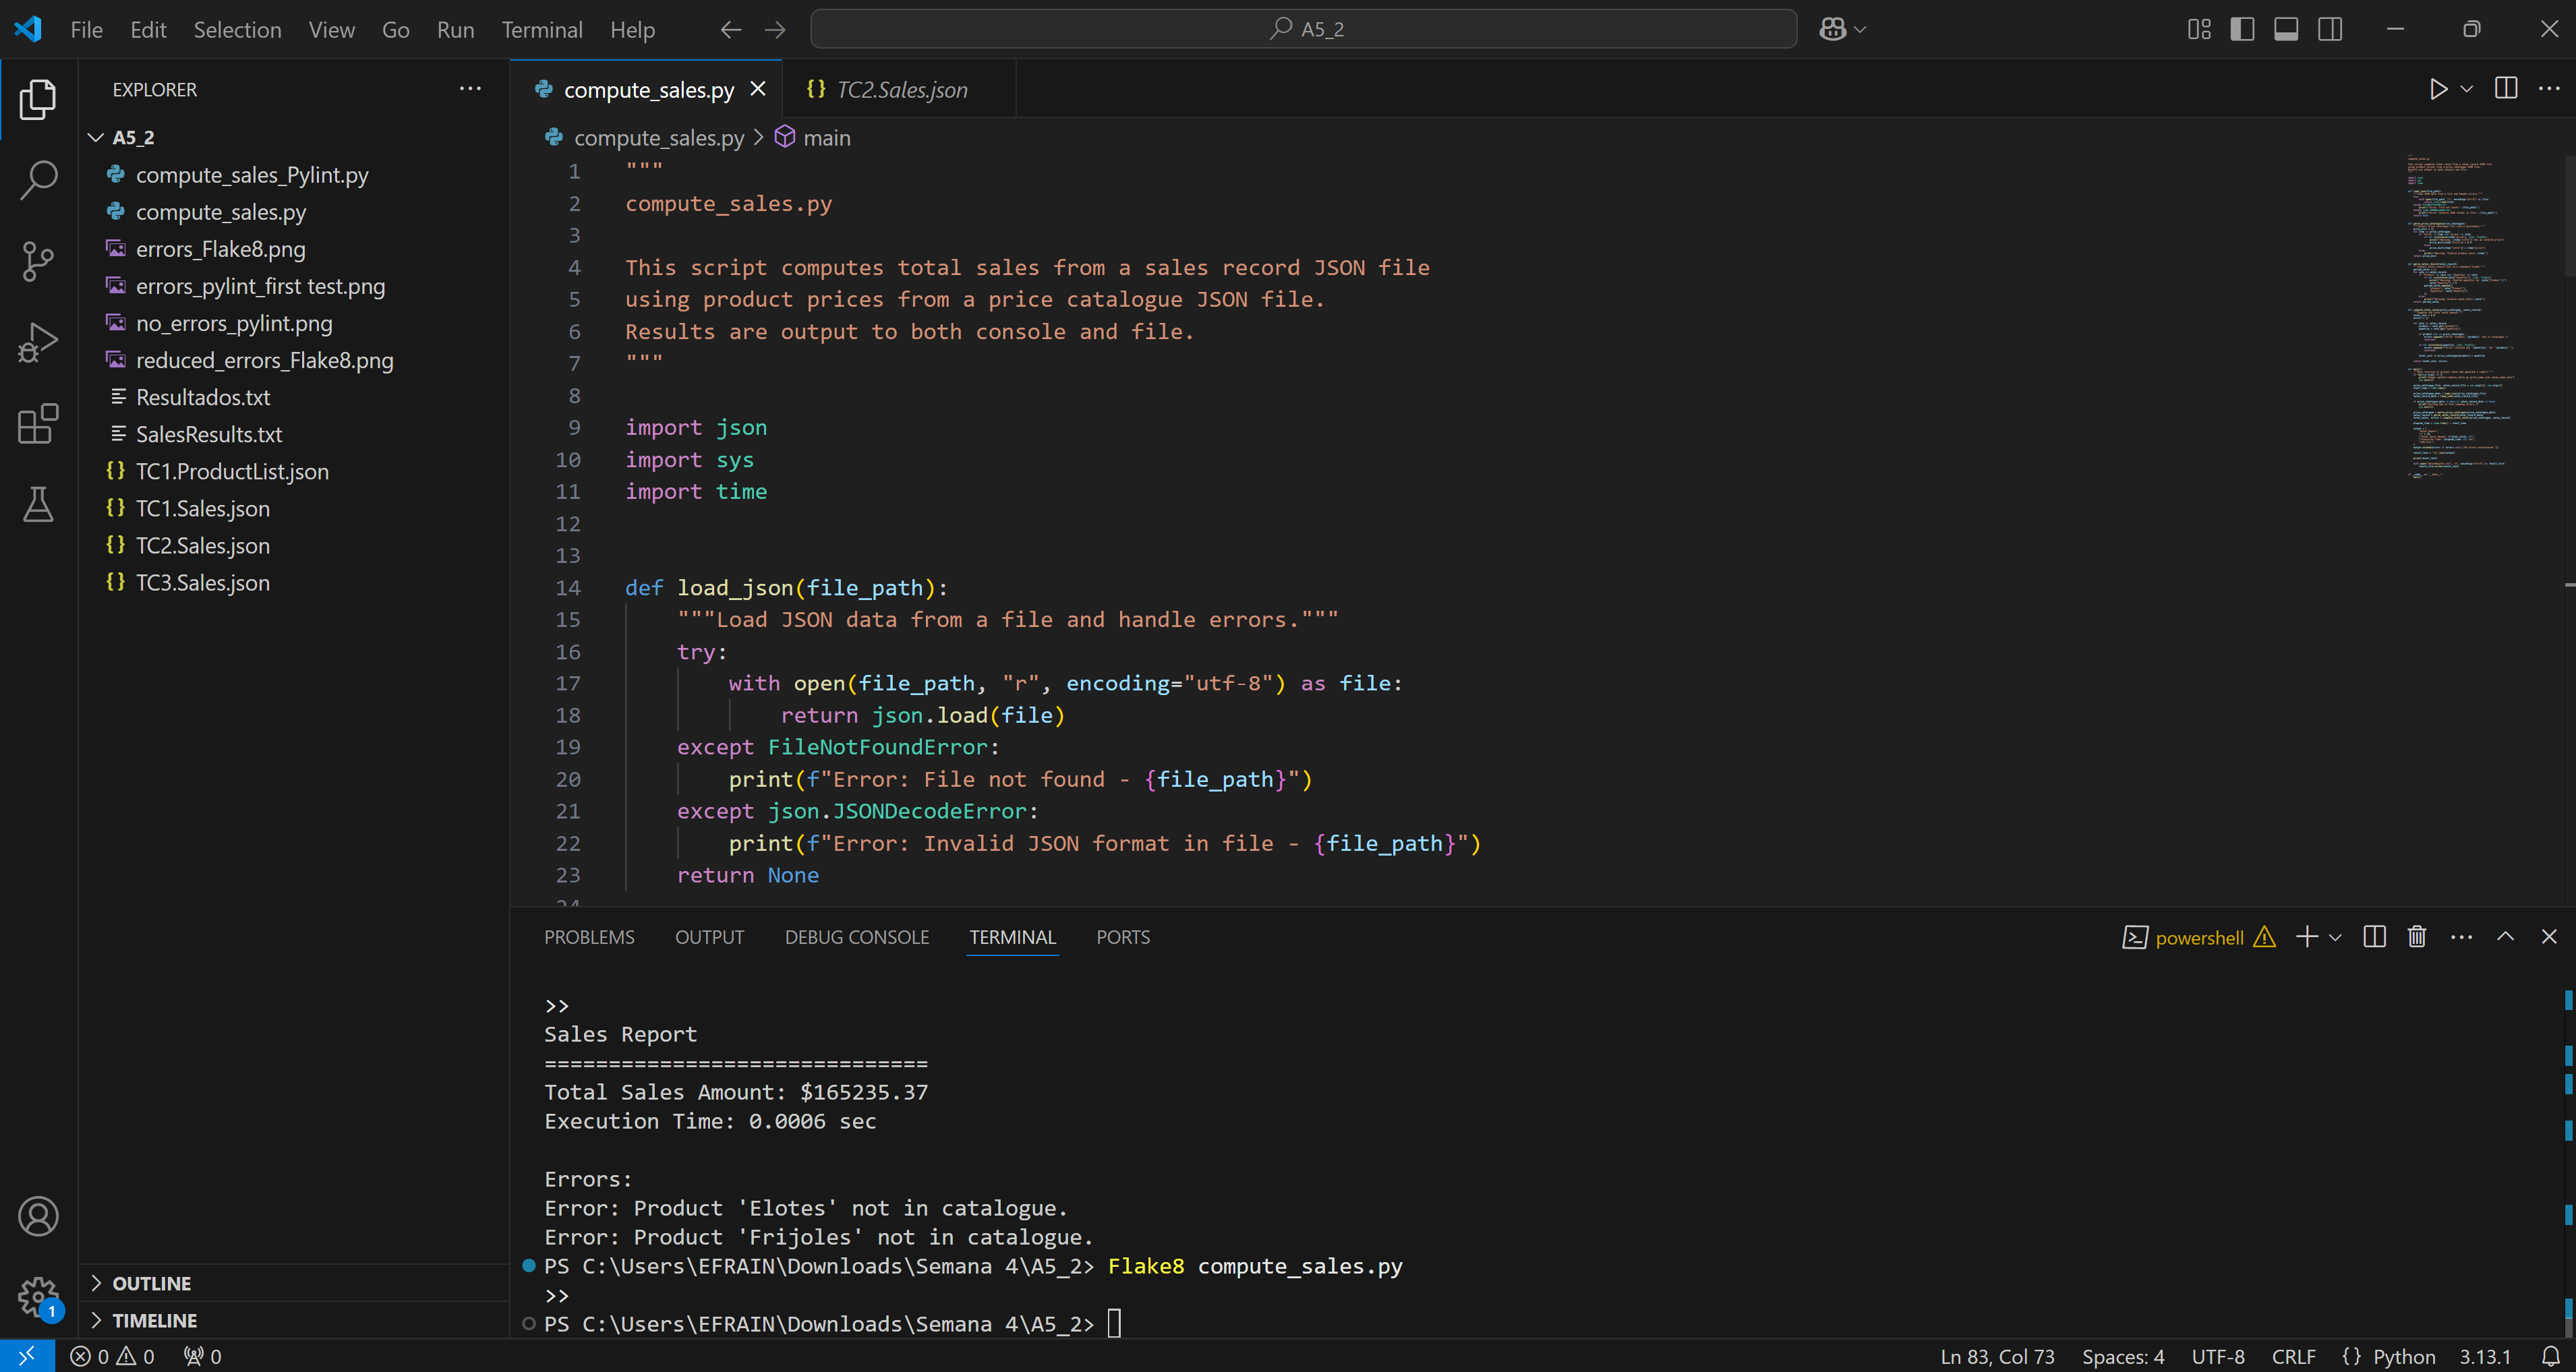 File Edit Selection View Go Run Terminal Help
A5_2
EXPLORER
A5_2
compute_sales_Pylint.py
compute_sales.py
errors_Flake8.png
errors_pylint_first test.png
no_errors_pylint.png
reduced_errors_Flake8.png
Resultados.txt
SalesResults.txt
{} TC1.ProductList.json
{} TC1.Sales.json
{} TC2.Sales.json
{} TC3.Sales.json
OUTLINE
TIMELINE
1
compute_sales.py
{} TC2.Sales.json
compute_sales.py > main
1 """
2 compute_sales.py
3
4 This script computes total sales from a sales record JSON file
5 using product prices from a price catalogue JSON file.
6 Results are output to both console and file.
7 """
8
9 import json
10 import sys
11 import time
12
13
14 def load_json(file_path):
15 """Load JSON data from a file and handle errors."""
16 try:
17 with open(file_path, "r", encoding="utf-8") as file:
18 return json.load(file)
19 except FileNotFoundError:
20 print(f"Error: File not found - {file_path}")
21 except json.JSONDecodeError:
22 print(f"Error: Invalid JSON format in file - {file_path}")
23 return None
24
PROBLEMS OUTPUT DEBUG CONSOLE TERMINAL PORTS
powershell
>>
Sales Report
==============================
Total Sales Amount: $165235.37
Execution Time: 0.0006 sec
Errors:
Error: Product 'Elotes' not in catalogue.
Error: Product 'Frijoles' not in catalogue.
PS C:\Users\EFRAIN\Downloads\Semana 4\A5_2> Flake8 compute_sales.py
>>
PS C:\Users\EFRAIN\Downloads\Semana 4\A5_2>
0 0 0
Ln 83, Col 73 Spaces: 4 UTF-8 CRLF {} Python 3.13.1